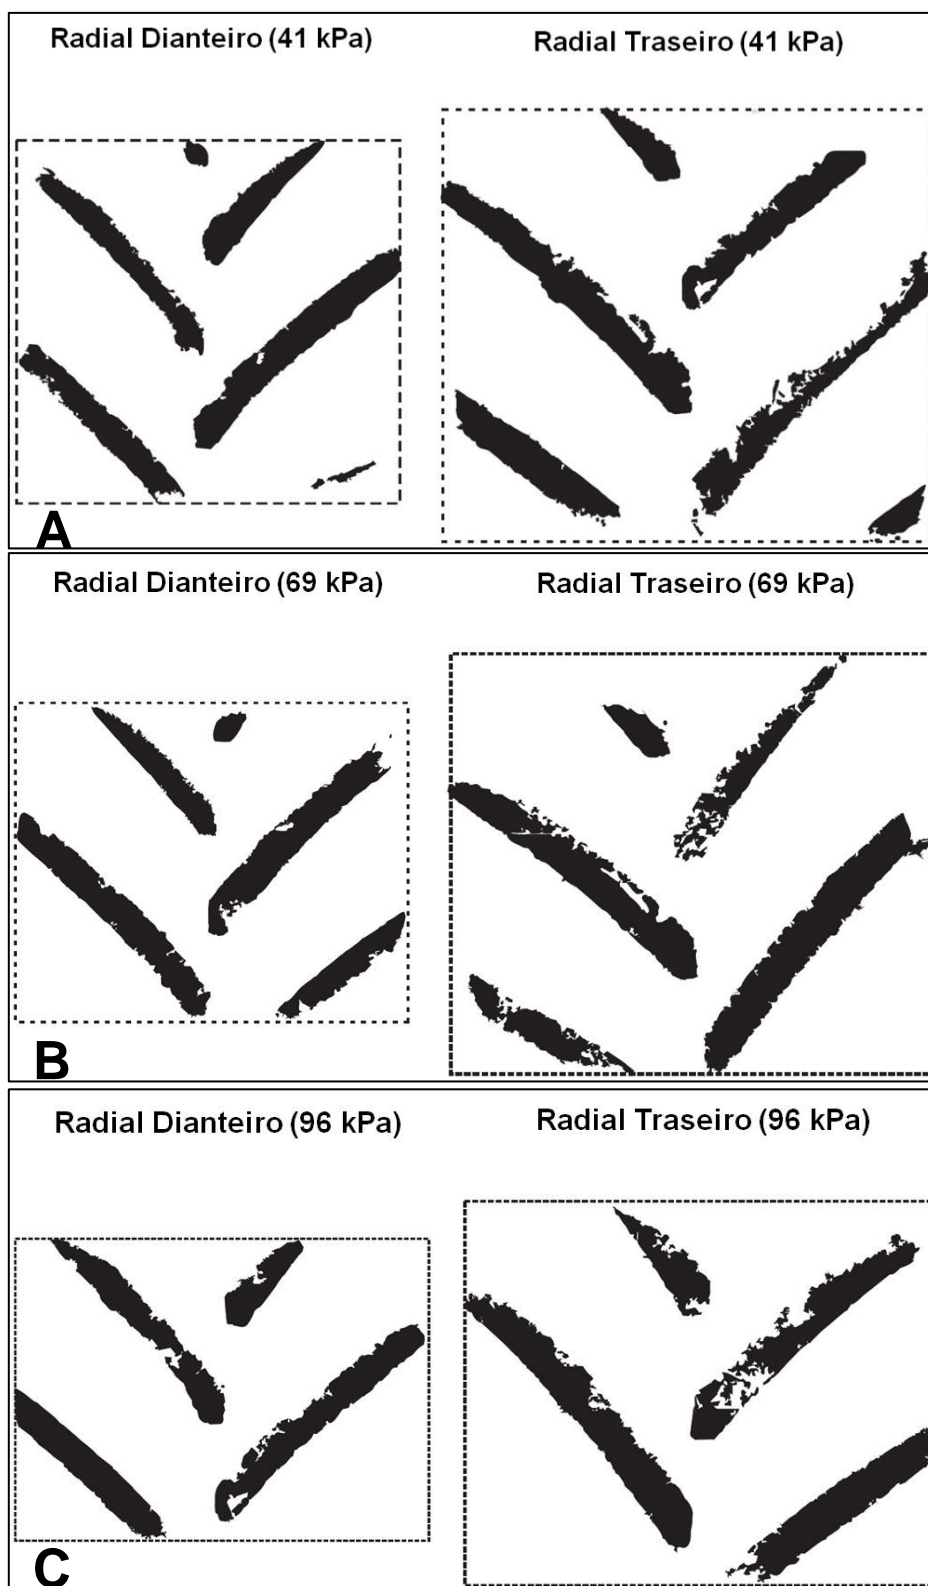 Radial Dianteiro (41 kPa)
Radial Traseiro (41 kPa)
A
Radial Dianteiro (69 kPa)
Radial Traseiro (69 kPa)
B
Radial Dianteiro (96 kPa)
Radial Traseiro (96 kPa)
C